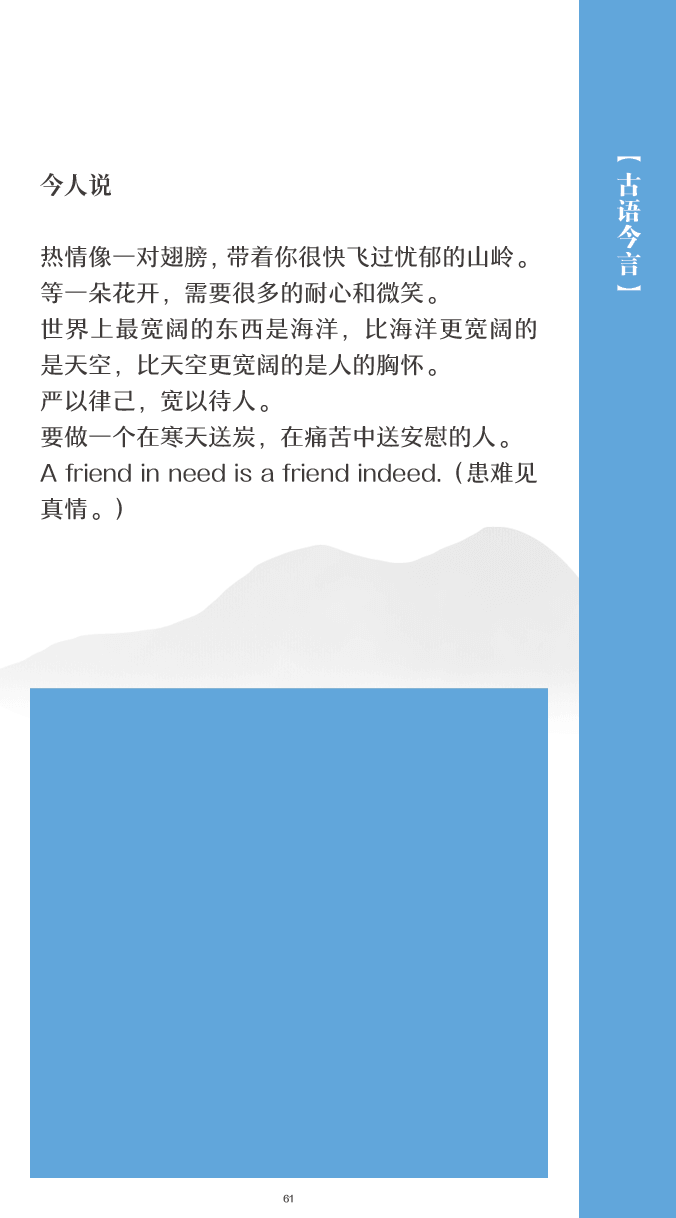 今人说
热情像一对翅膀，带着你很快飞过忧郁的山岭。
等一朵花开，需要很多的耐心和微笑。
世界上最宽阔的东西是海洋，比海洋更宽阔的
是天空，比天空更宽阔的是人的胸怀。
严以律己，宽以待人。
要做一个在寒天送炭，在痛苦中送安慰的人。
A friend in need is a friend indeed.（患难见
真情。）
【古语今言】
61